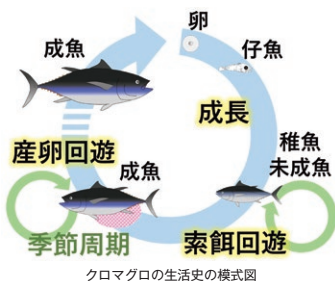 卵
仔魚
成魚
成長
稚魚
未成魚
産卵回遊
成魚
季節周期
索餌回遊
クロマグロの生活史の模式図